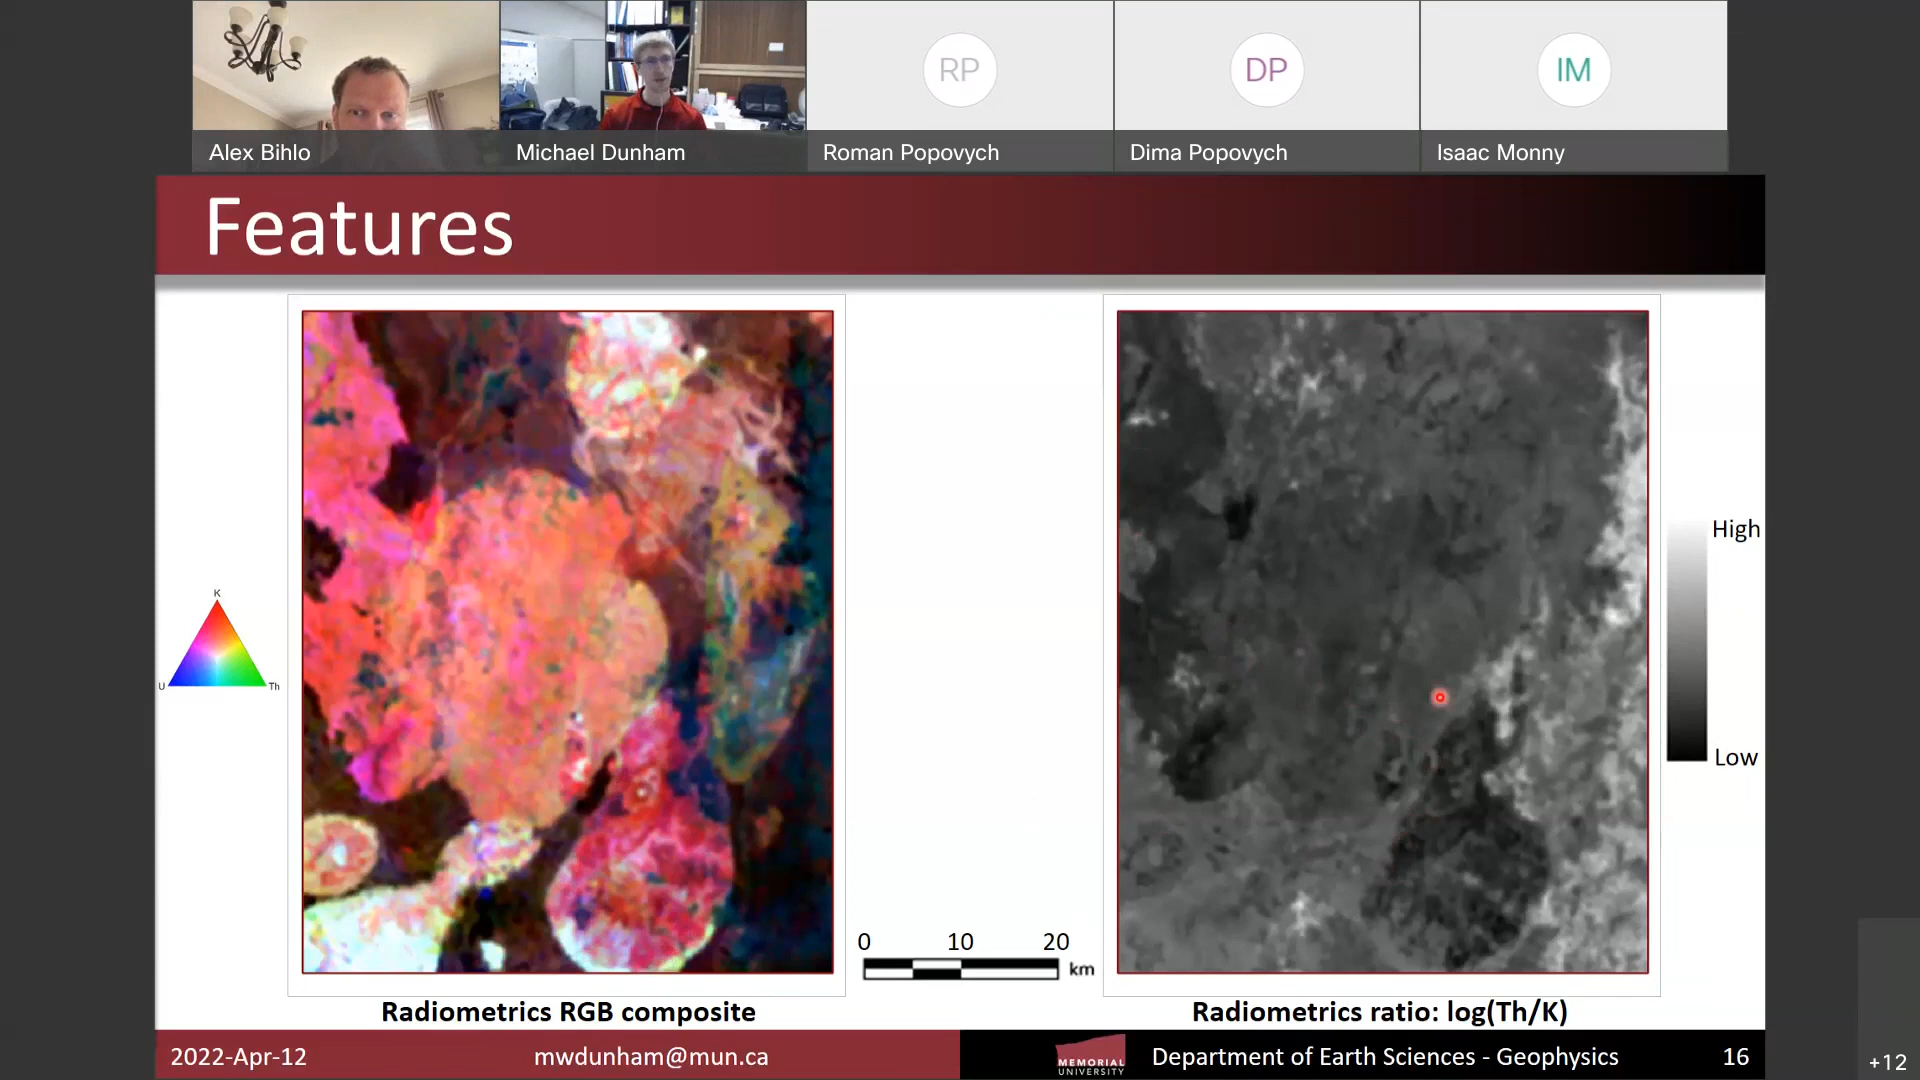 RP
DP
IM
Alex Bihlo
Michael Dunham
Roman Popovych
Dima Popovych
Isaac Monny
Features
K
U
Th
High
Low
0 10 20
km
Radiometrics RGB composite
Radiometrics ratio: log(Th/K)
2022-Apr-12
mwdunham@mun.ca
MEMORIAL
UNIVERSITY
Department of Earth Sciences - Geophysics
16
+12